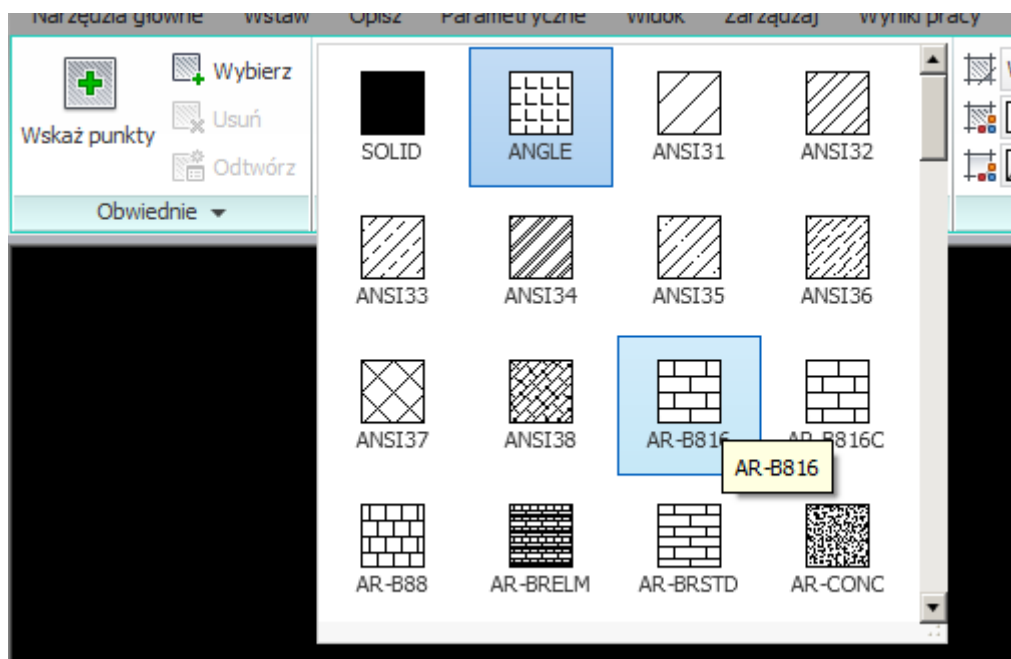 Narzędzia główne Wstaw Opisz Parametryczne Widok Zarządzaj Wyniki pracy
Wybierz
Usuń
Wskaż punkty
Odtwórz
Obwiednie
SOLID ANGLE ANSI31 ANSI32
ANSI33 ANSI34 ANSI35 ANSI36
ANSI37 ANSI38 AR-B816 AR-B816C
AR-B816
AR-B88 AR-BRELM AR-BRSTD AR-CONC